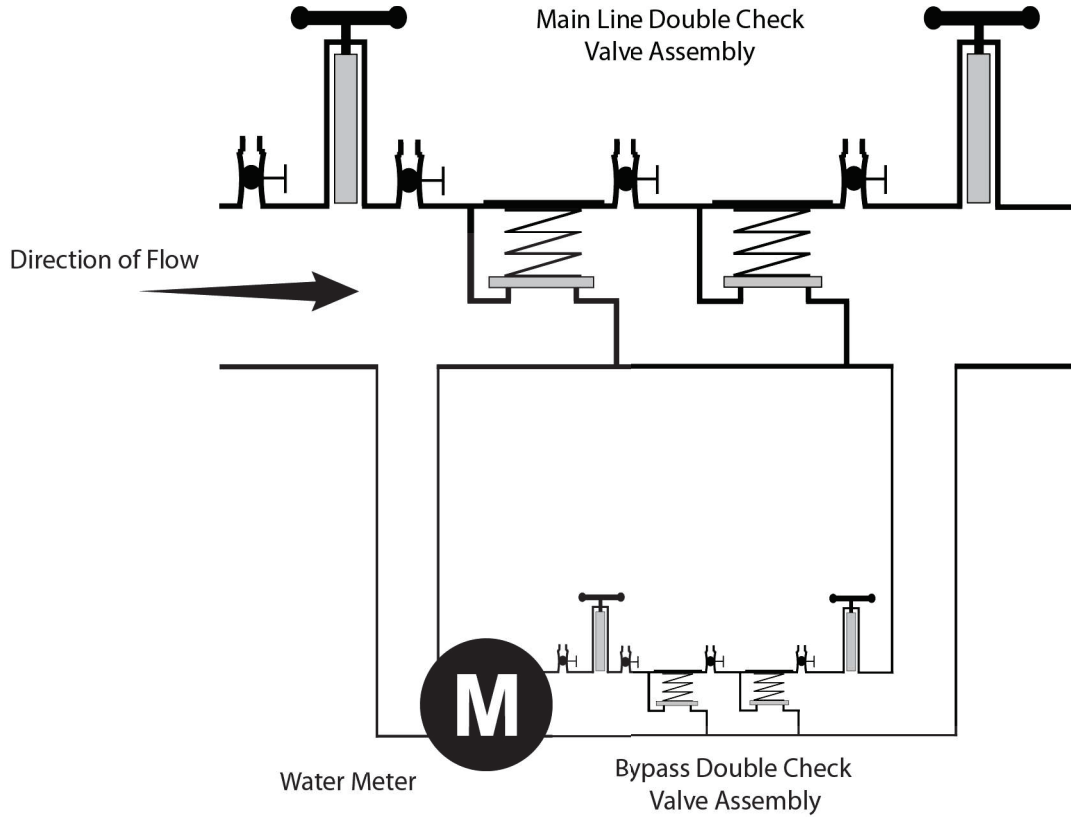 Main Line Double Check
Valve Assembly
Direction of Flow
M
Water Meter
Bypass Double Check
Valve Assembly